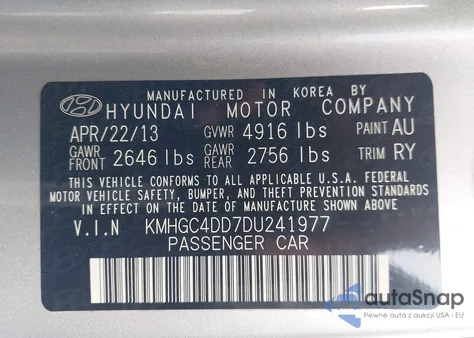 MANUFACTURED IN KOREA BY
HYUNDAI MOTOR COMPANY
APR/22/13 GVWR 4916 lbs PAINT AU
GAWR FRONT 2646 lbs GAWR REAR 2756 lbs TRIM RY
THIS VEHICLE CONFORMS TO ALL APPLICABLE U.S.A. FEDERAL
MOTOR VEHICLE SAFETY, BUMPER, AND THEFT PREVENTION STANDARDS
IN EFFECT ON THE DATE OF MANUFACTURE SHOWN ABOVE.
V.I.N KMHGC4DD7DU241977
PASSENGER CAR
autoSnap
Pewne auta z aukcji USA i EU